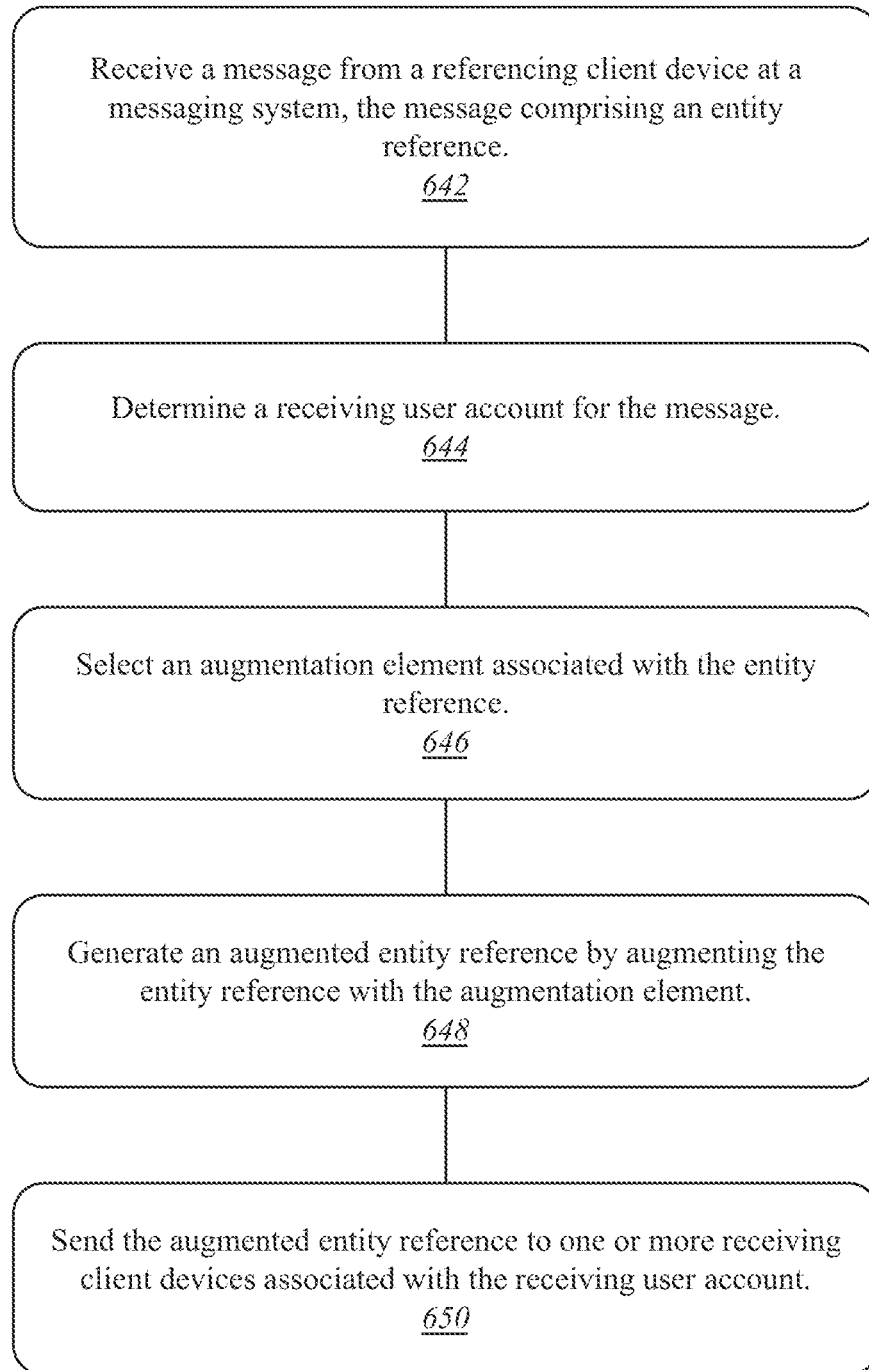 Receive a message from a referencing client device at a
messaging system, the message comprising an entity
reference.
642
Determine a receiving user account for the message.
644
Select an augmentation element associated with the entity
reference.
646
Generate an augmented entity reference by augmenting the
entity reference with the augmentation element.
648
Send the augmented entity reference to one or more receiving
client devices associated with the receiving user account.
650